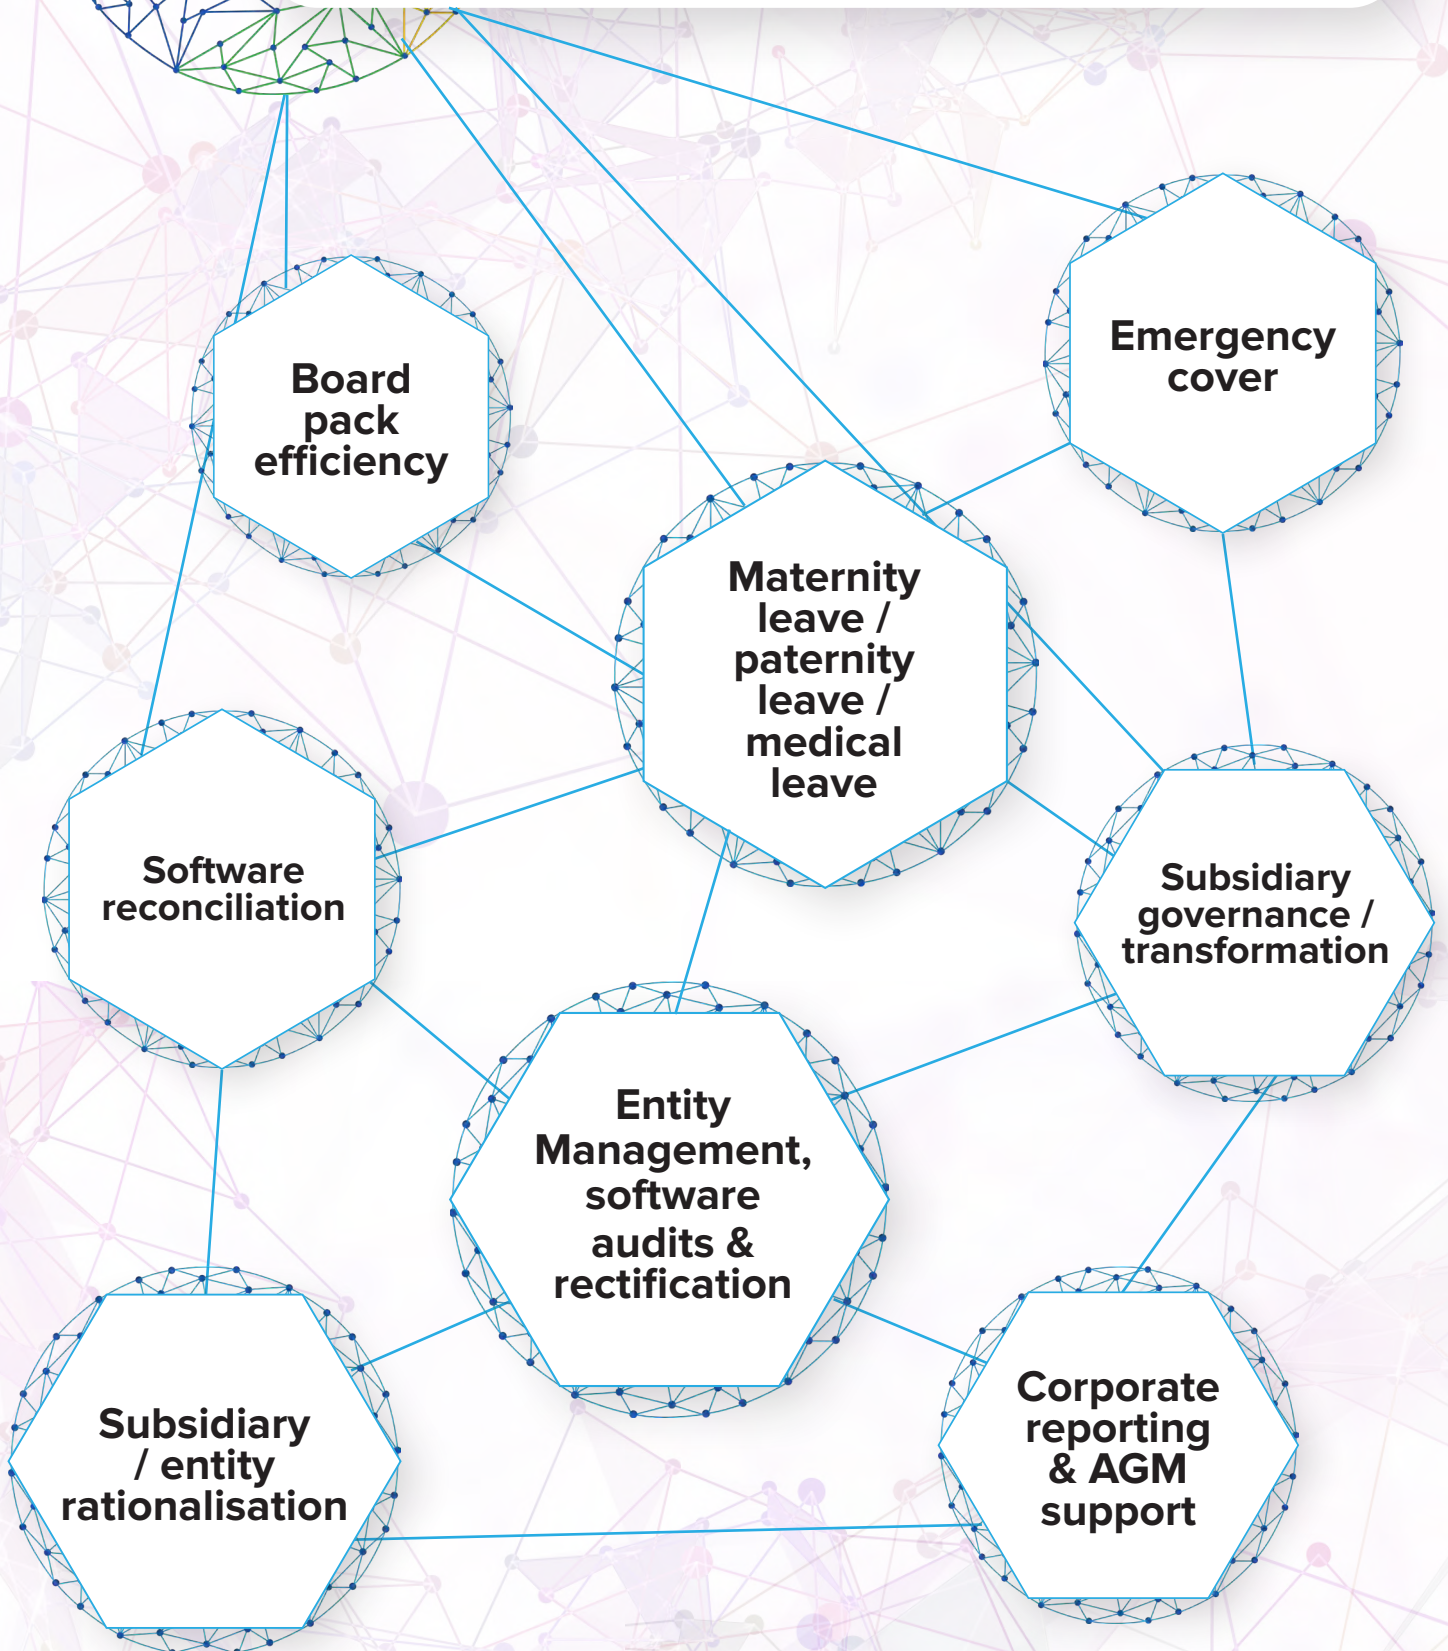 Emergency
cover
Board
pack
efficiency
Maternity
leave /
paternity
leave /
medical
leave
Software
reconciliation
Subsidiary
governance /
transformation
Entity
Management,
software
audits &
rectification
Corporate
reporting
& AGM
support
Subsidiary
/ entity
rationalisation